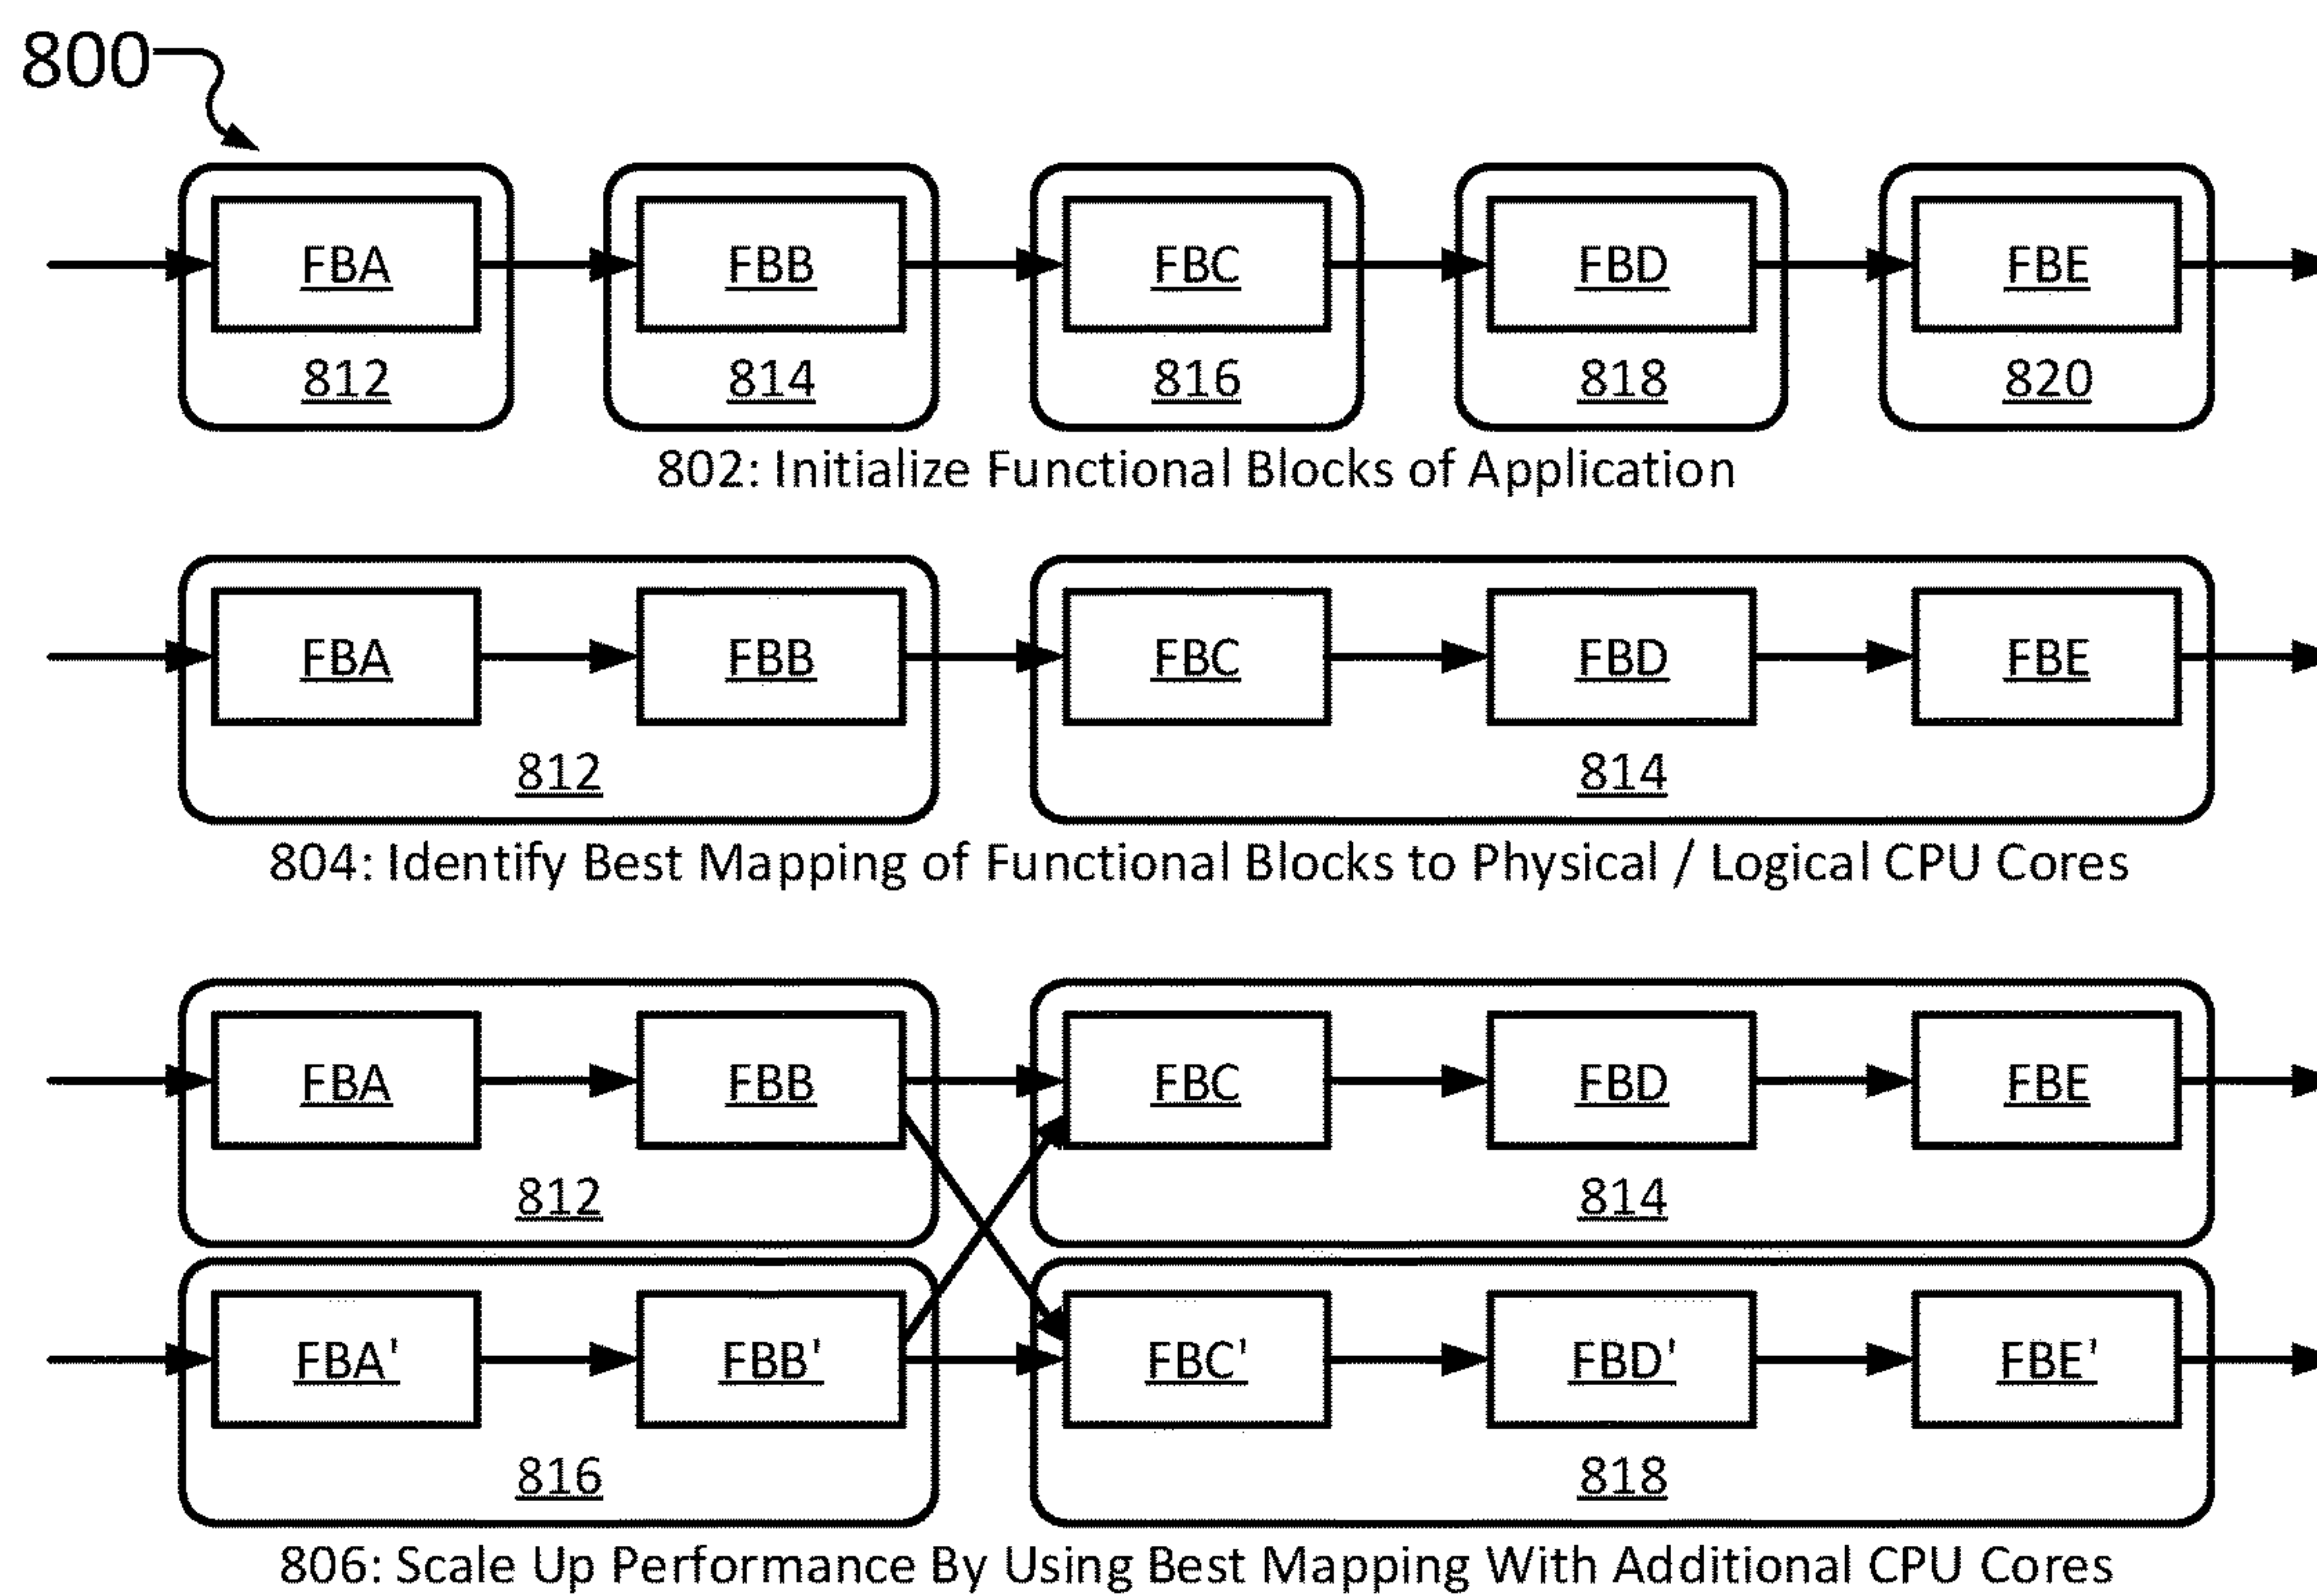 800
FBA FBB FBC FBD FBE
812 814 816 818 820
802: Initialize Functional Blocks of Application
FBA FBB FBC FBD FBE
812 814
804: Identify Best Mapping of Functional Blocks to Physical / Logical CPU Cores
FBA FBB FBC FBD FBE
812 814
FBA' FBB' FBC' FBD' FBE'
816 818
806: Scale Up Performance By Using Best Mapping With Additional CPU Cores